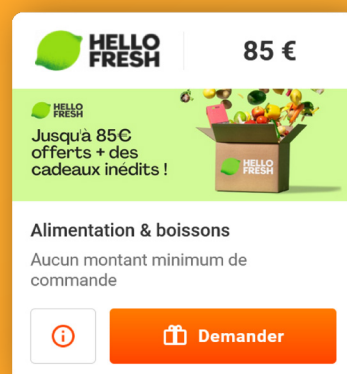 HELLO
FRESH
85 €
HELLO
FRESH
Jusqu'à 85€
offerts + des
cadeaux inédits !
HELLO
FRESH
Alimentation & boissons
Aucun montant minimum de
commande
Demander